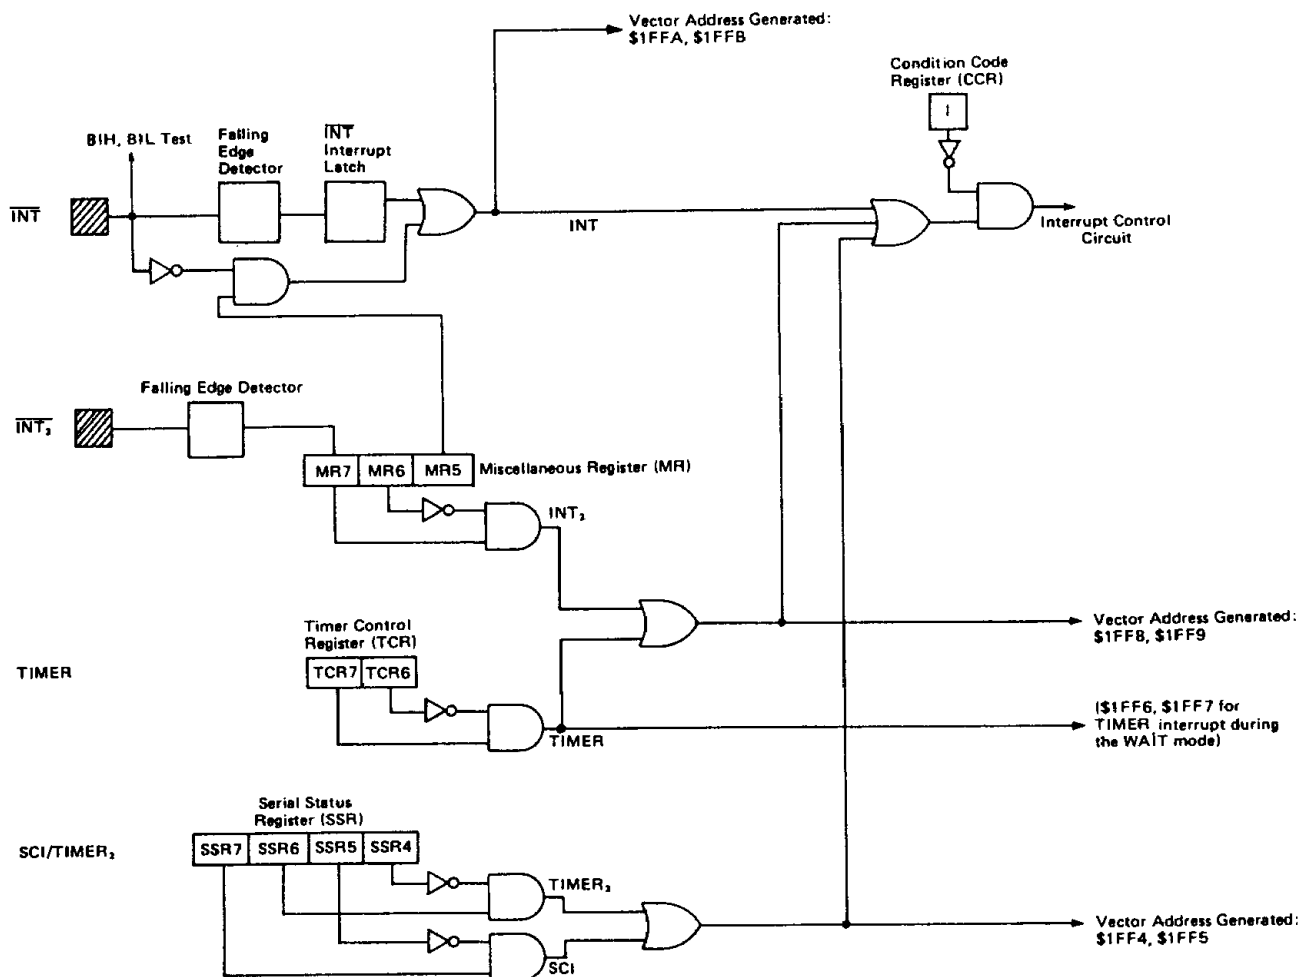 Vector Address Generated:
$1FFA, $1FFB
Condition Code
Register (CCR)
I
BIH, BIL Test
Falling
Edge
Detector
INT
Interrupt
Latch
INT
INT
Interrupt Control
Circuit
Falling Edge Detector
INT₂
MR7 MR6 MR5 Miscellaneous Register (MR)
INT₂
Timer Control
Register (TCR)
Vector Address Generated:
$1FF8, $1FF9
TIMER
TCR7 TCR6
($1FF6, $1FF7 for
TIMER interrupt during
the WAIT mode)
TIMER
Serial Status
Register (SSR)
SCI/TIMER₂
SSR7 SSR6 SSR5 SSR4
TIMER₂
Vector Address Generated:
$1FF4, $1FF5
SCI